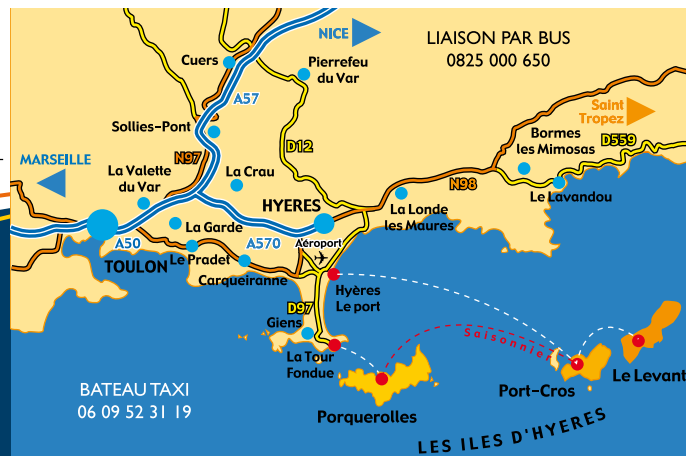 NICE
LIAISON PAR BUS
0825 000 650
Cuers
Pierrefeu
du Var
A57
Saint
Tropez
Sollies-Pont
D12
Bormes
les Mimosas
D559
MARSEILLE
N97
La Valette
du Var
La Crau
N98
Le Lavandou
HYERES
La Londe
les Maures
La Garde
A50
A570
Aéroport
TOULON
Le Pradet
Carqueiranne
Hyères
Le port
D97
Giens
La Tour
Fondue
Saisonnier
Port-Cros
Le Levant
BATEAU TAXI
06 09 52 31 19
Porquerolles
LES ILES D'HYERES